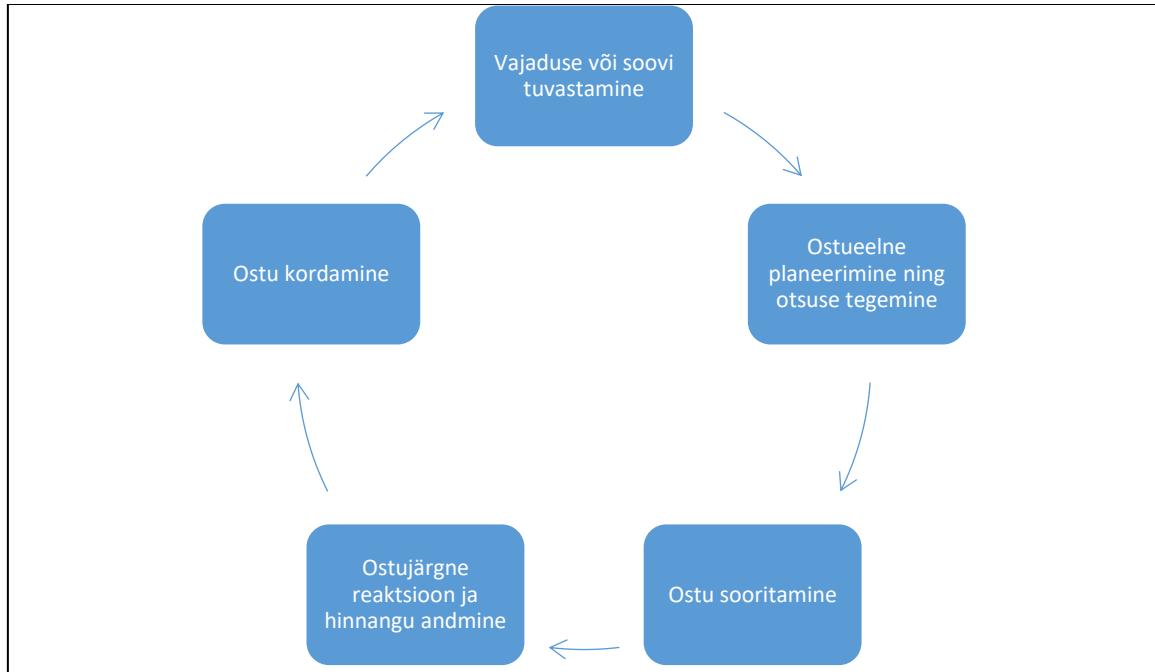 Vajaduse või soovi
tuvastamine
Ostueelne
planeerimine ning
otsuse tegemine
Ostu sooritamine
Ostujärgne
reaktsioon ja
hinnangu andmine
Ostu kordamine